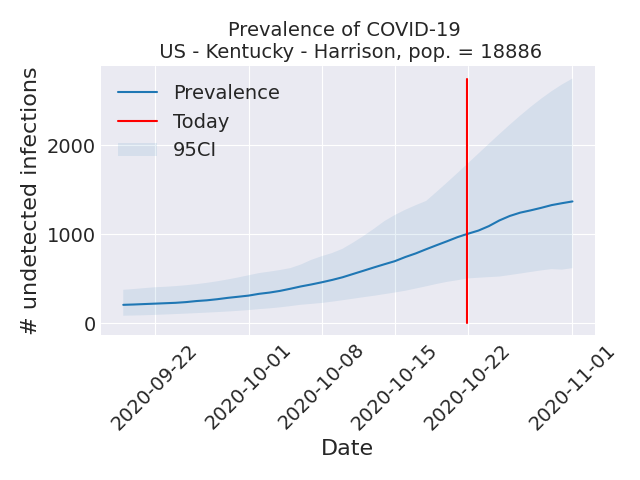 Prevalence of COVID-19
US - Kentucky - Harrison, pop. = 18886
Prevalence
Today
95CI
# undetected infections
2000
1000
0
2020-09-22
2020-10-01
2020-10-08
2020-10-15
2020-10-22
2020-11-01
Date